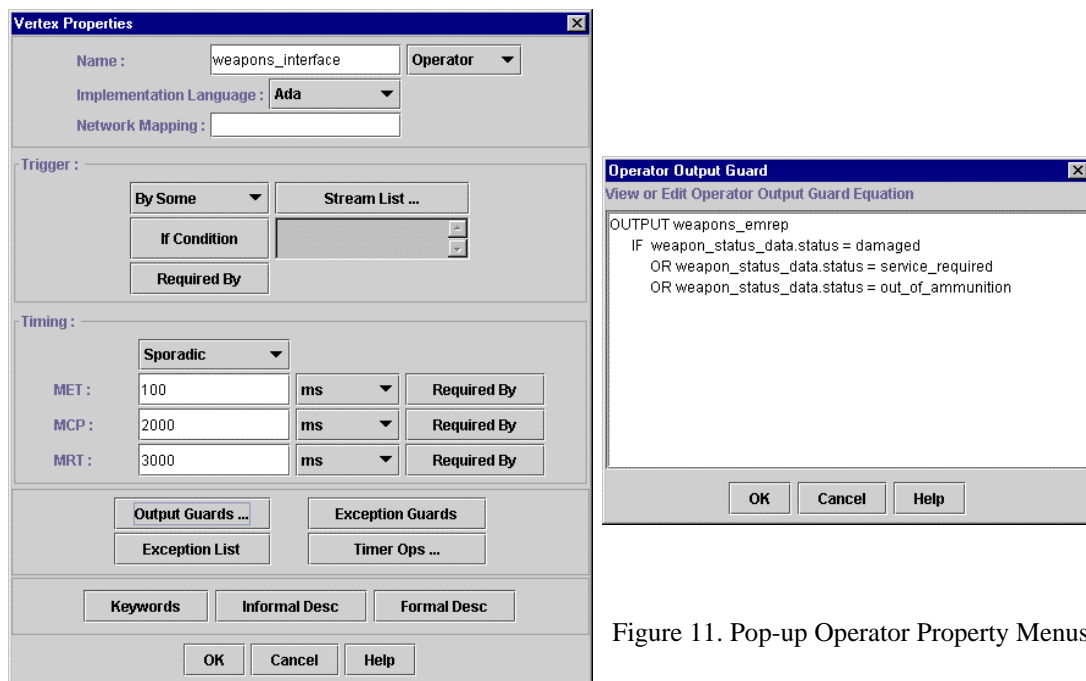 Vertex Properties
Name : weapons_interface Operator
Implementation Language : Ada
Network Mapping :
Trigger :
By Some Stream List ...
If Condition
Required By
Timing :
Sporadic
MET : 100 ms Required By
MCP : 2000 ms Required By
MRT : 3000 ms Required By
Output Guards ... Exception Guards
Exception List Timer Ops ...
Keywords Informal Desc Formal Desc
OK Cancel Help
Operator Output Guard
View or Edit Operator Output Guard Equation
OUTPUT weapons_emrep
IF weapon_status_data.status = damaged
OR weapon_status_data.status = service_required
OR weapon_status_data.status = out_of_ammunition
OK Cancel Help
Figure 11. Pop-up Operator Property Menus